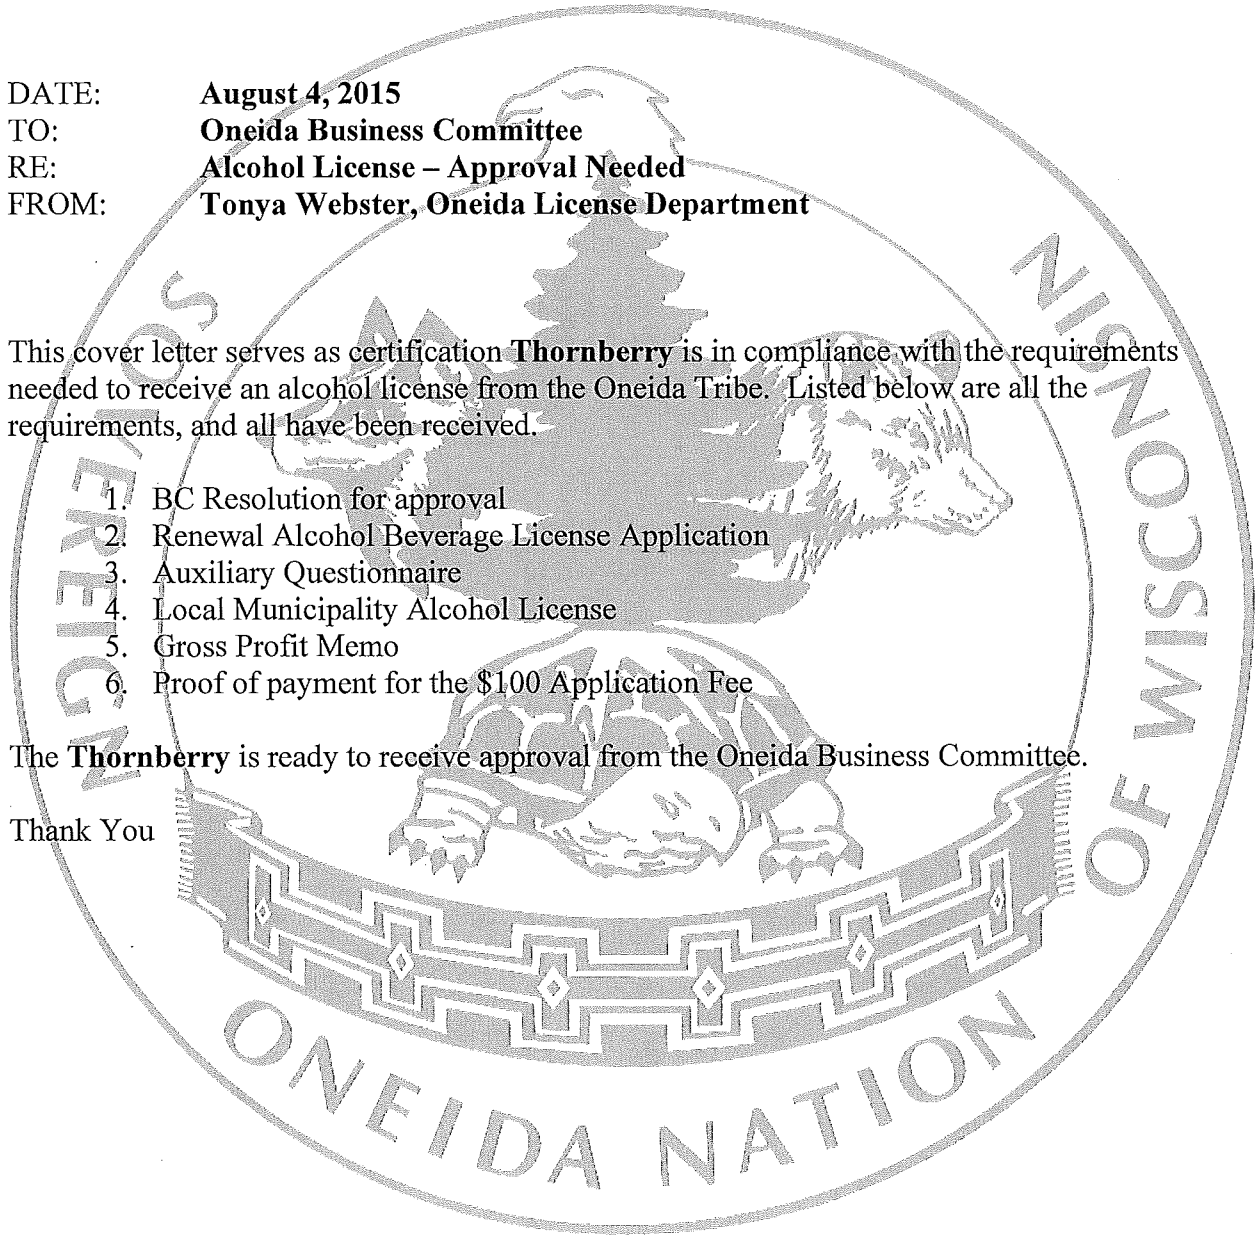 DATE: August 4, 2015
TO: Oneida Business Committee
RE: Alcohol License – Approval Needed
FROM: Tonya Webster, Oneida License Department
This cover letter serves as certification Thornberry is in compliance with the requirements
needed to receive an alcohol license from the Oneida Tribe. Listed below are all the
requirements, and all have been received.
1. BC Resolution for approval
2. Renewal Alcohol Beverage License Application
3. Auxiliary Questionnaire
4. Local Municipality Alcohol License
5. Gross Profit Memo
6. Proof of payment for the $100 Application Fee
The Thornberry is ready to receive approval from the Oneida Business Committee.
Thank You
SOVEREIGN ONEIDA NATION OF WISCONSIN